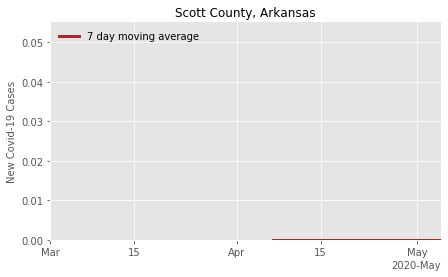 Scott County, Arkansas
7 day moving average
New Covid-19 Cases
0.05
0.04
0.03
0.02
0.01
0.00
Mar
15
Apr
15
May
2020-May